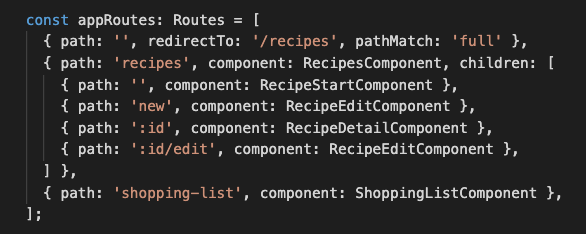 const appRoutes: Routes = [
  { path: '', redirectTo: '/recipes', pathMatch: 'full' },
  { path: 'recipes', component: RecipesComponent, children: [
    { path: '', component: RecipeStartComponent },
    { path: 'new', component: RecipeEditComponent },
    { path: ':id', component: RecipeDetailComponent },
    { path: ':id/edit', component: RecipeEditComponent },
  ] },
  { path: 'shopping-list', component: ShoppingListComponent },
];